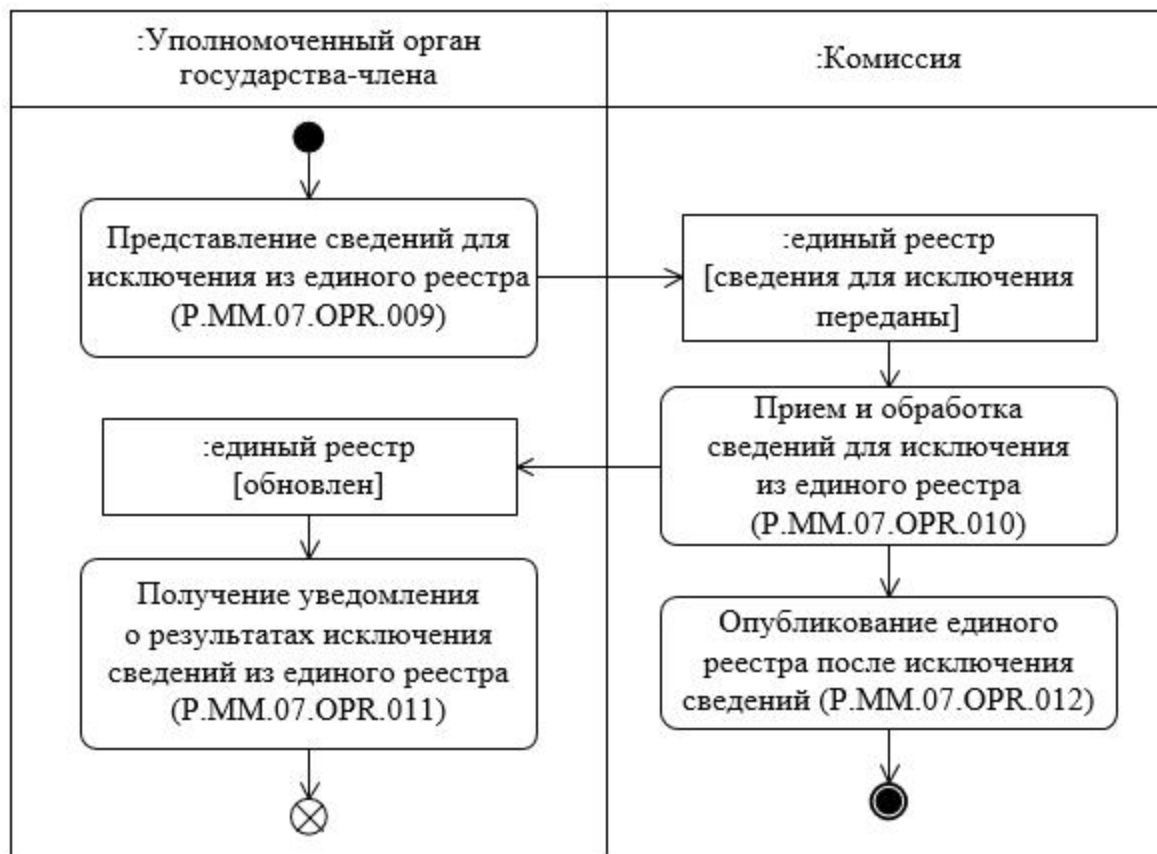 :Уполномоченный орган
государства-члена
:Комиссия
Представление сведений для
исключения из единого реестра
(P.MM.07.OPR.009)
:единый реестр
[сведения для исключения
переданы]
Прием и обработка
сведений для исключения
из единого реестра
(P.MM.07.OPR.010)
:единый реестр
[обновлен]
Получение уведомления
о результатах исключения
сведений из единого реестра
(P.MM.07.OPR.011)
Опубликование единого
реестра после исключения
сведений (P.MM.07.OPR.012)